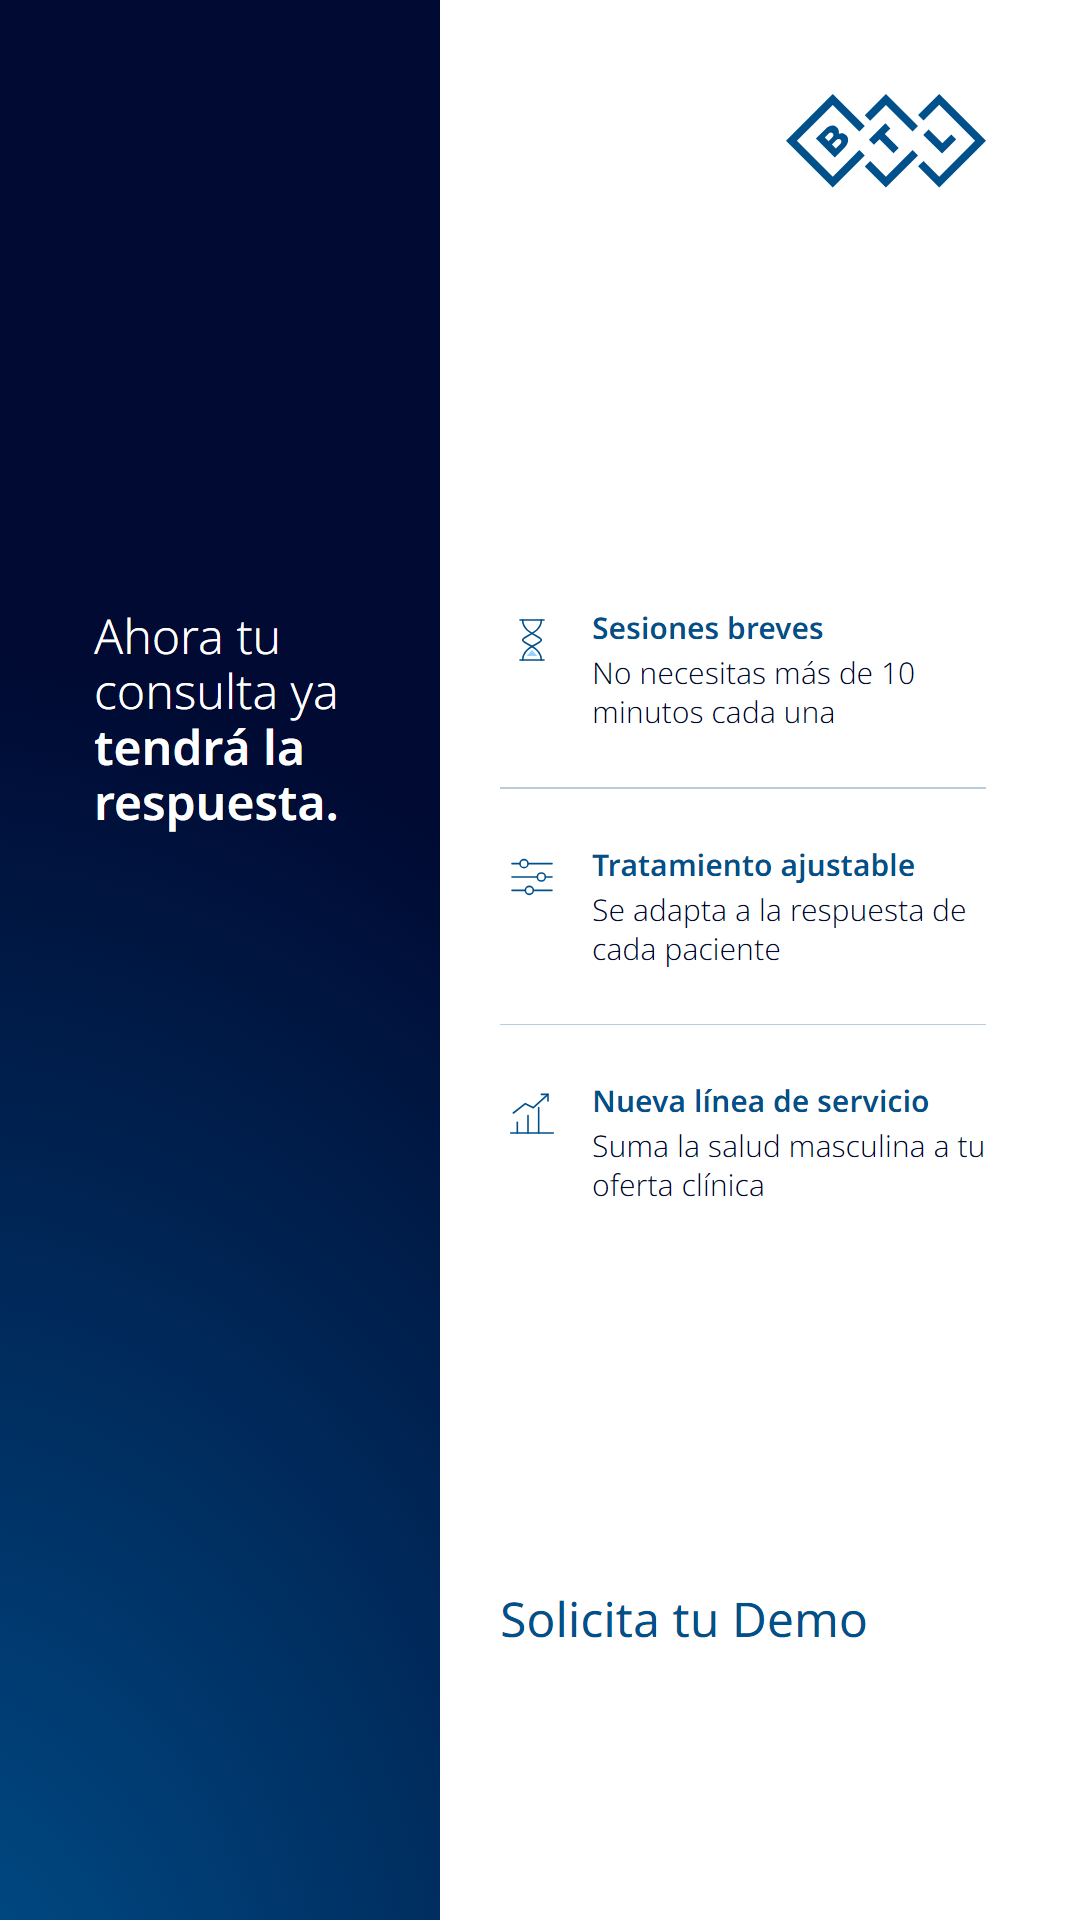 BTL
Ahora tu
consulta ya
tendrá la
respuesta.
Sesiones breves
No necesitas más de 10
minutos cada una
Tratamiento ajustable
Se adapta a la respuesta de
cada paciente
Nueva línea de servicio
Suma la salud masculina a tu
oferta clínica
Solicita tu Demo